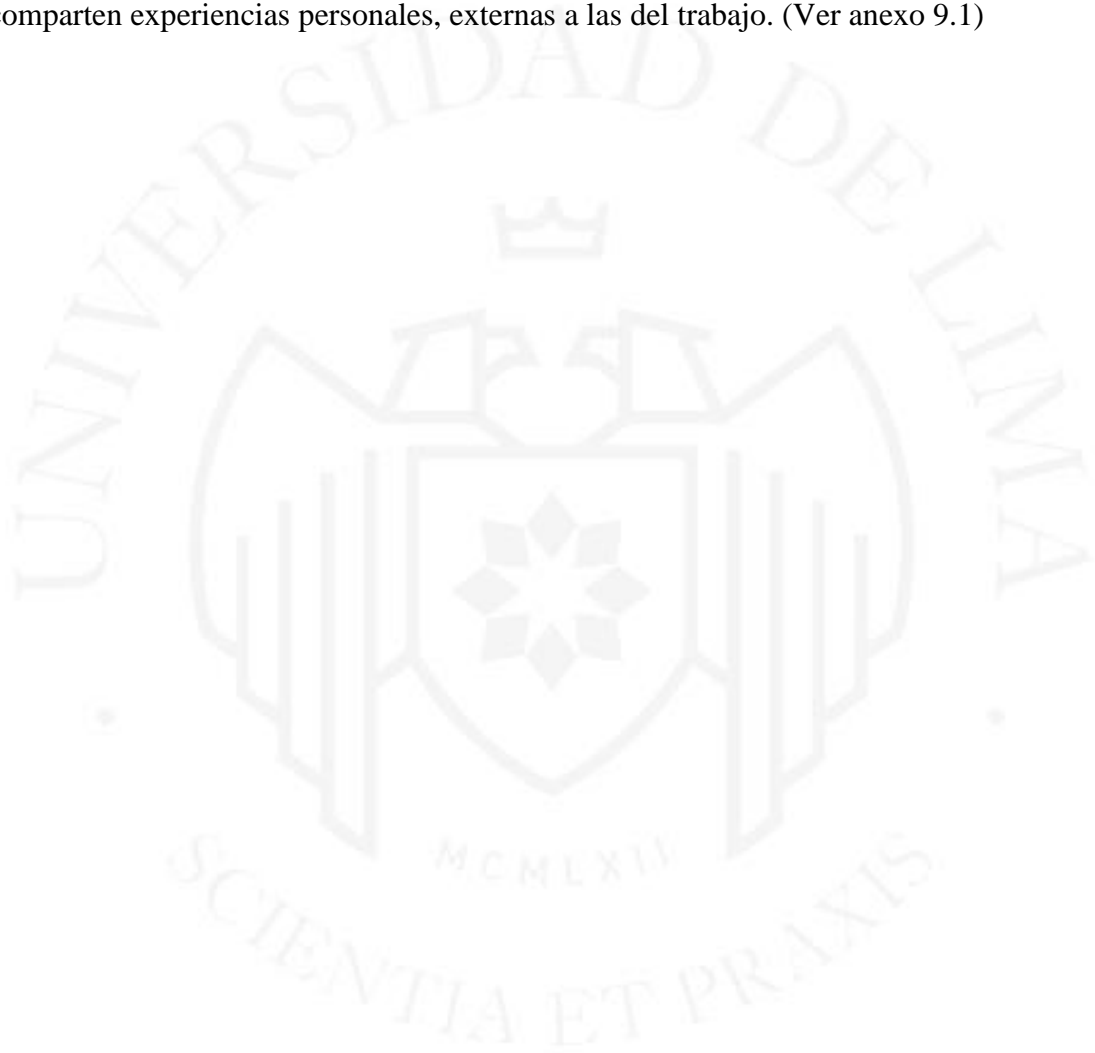 comparten experiencias personales, externas a las del trabajo. (Ver anexo 9.1)
UNIVERSIDAD DE LIMA
MCMLXII
SCIENTIA ET PRAXIS